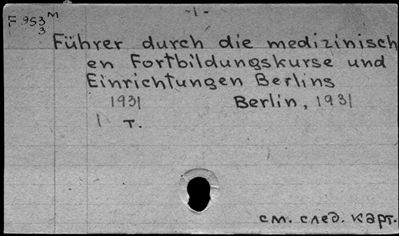 -1-
F 953 M
3
Führer durch die medizinisch
en Fortbildungskurse und
Einrichtungen Berlins
1931 Berlin, 1931
1 т.
см. след. карт.